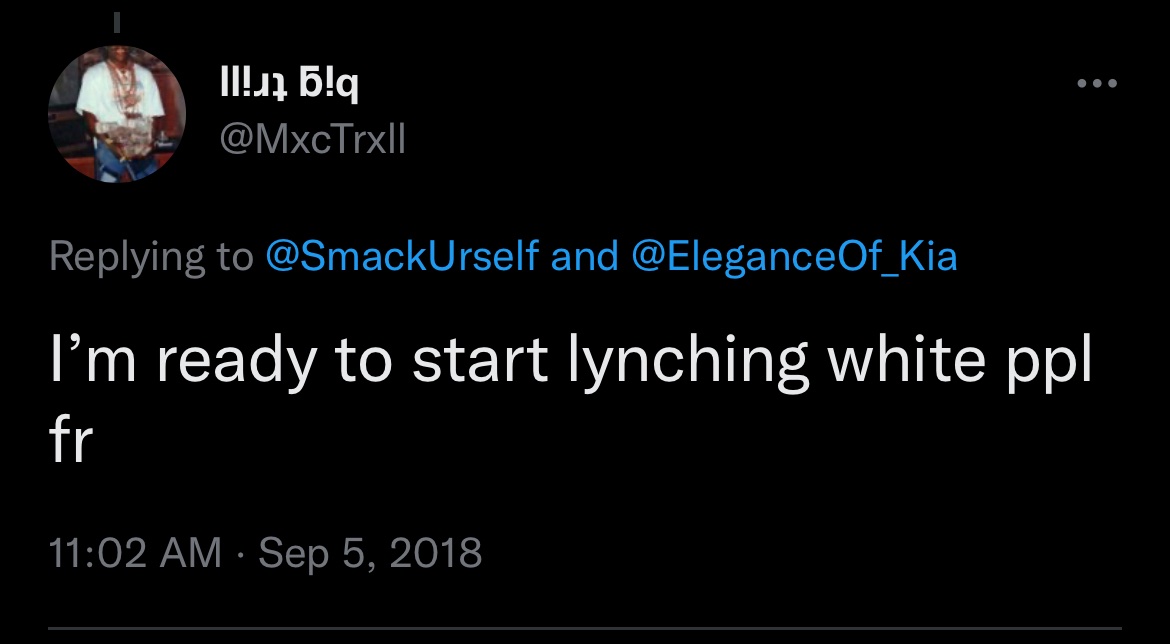 lll!ɹʇ ƃ!q
@MxcTrxll
Replying to @SmackUrself and @EleganceOf_Kia
I’m ready to start lynching white ppl
fr
11:02 AM · Sep 5, 2018